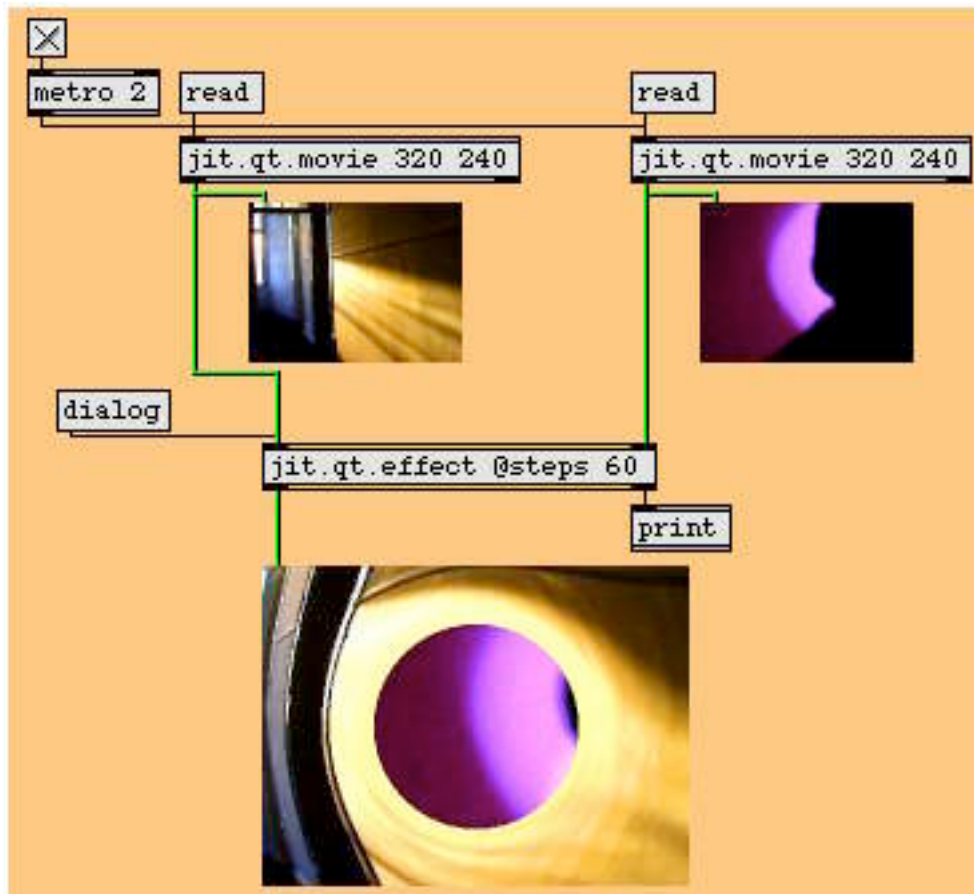 metro 2
read
read
jit.qt.movie 320 240
jit.qt.movie 320 240
dialog
jit.qt.effect @steps 60
print